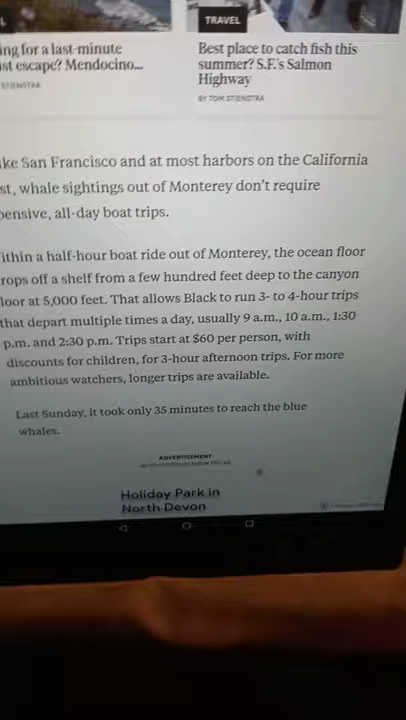 L
TRAVEL
ing for a last-minute
st escape? Mendocino...
STIENSTRA
Best place to catch fish this
summer? S.F.'s Salmon
Highway
BY TOM STIENSTRA
ke San Francisco and at most harbors on the California
st, whale sightings out of Monterey don't require
pensive, all-day boat trips.
ithin a half-hour boat ride out of Monterey, the ocean floor
rops off a shelf from a few hundred feet deep to the canyon
loor at 5,000 feet. That allows Black to run 3- to 4-hour trips
that depart multiple times a day, usually 9 a.m., 10 a.m., 1:30
p.m. and 2:30 p.m. Trips start at $60 per person, with
discounts for children, for 3-hour afternoon trips. For more
ambitious watchers, longer trips are available.
Last Sunday, it took only 35 minutes to reach the blue
whales.
ADVERTISEMENT
Holiday Park in
North Devon